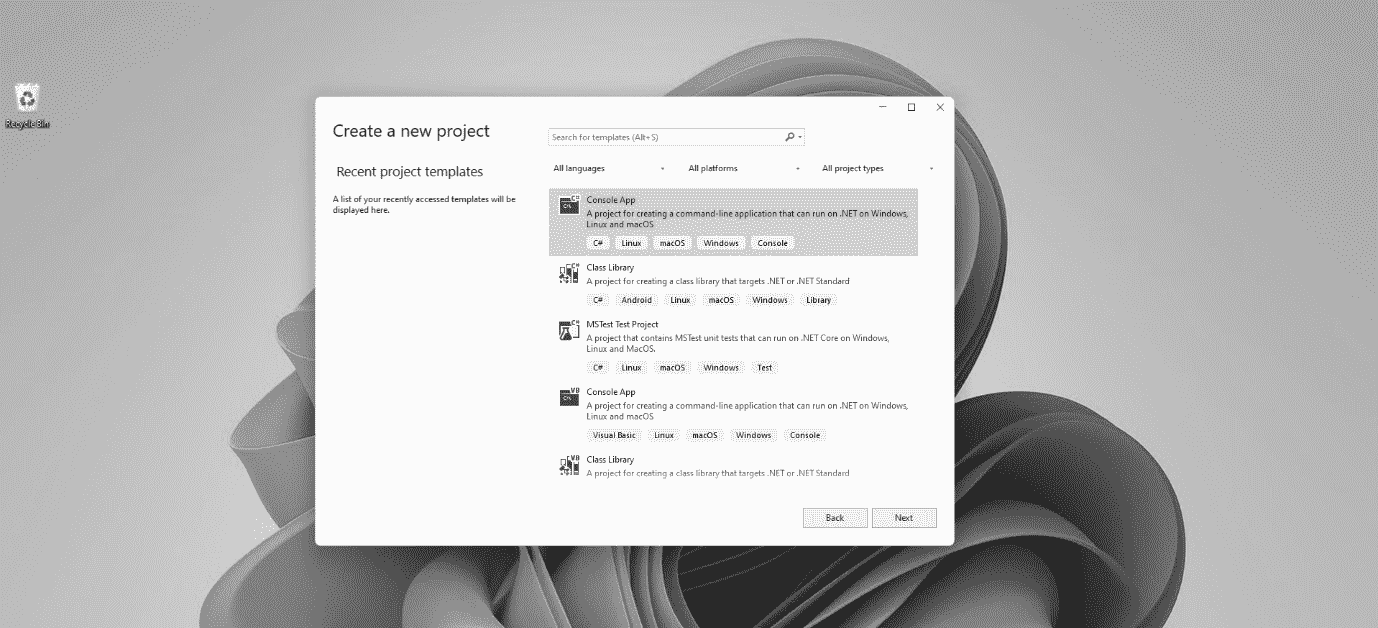 Recycle Bin
Create a new project
Search for templates (Alt+S)
Recent project templates
All languages
All platforms
All project types
A list of your recently accessed templates will be
displayed here.
C#
Console App
A project for creating a command-line application that can run on .NET on Windows,
Linux and macOS
C# Linux macOS Windows Console
C#
Class Library
A project for creating a class library that targets .NET or .NET Standard
C# Android Linux macOS Windows Library
C#
MSTest Test Project
A project that contains MSTest unit tests that can run on .NET Core on Windows,
Linux and MacOS.
C# Linux macOS Windows Test
VB
Console App
A project for creating a command-line application that can run on .NET on Windows,
Linux and macOS
Visual Basic Linux macOS Windows Console
VB
Class Library
A project for creating a class library that targets .NET or .NET Standard
Back Next